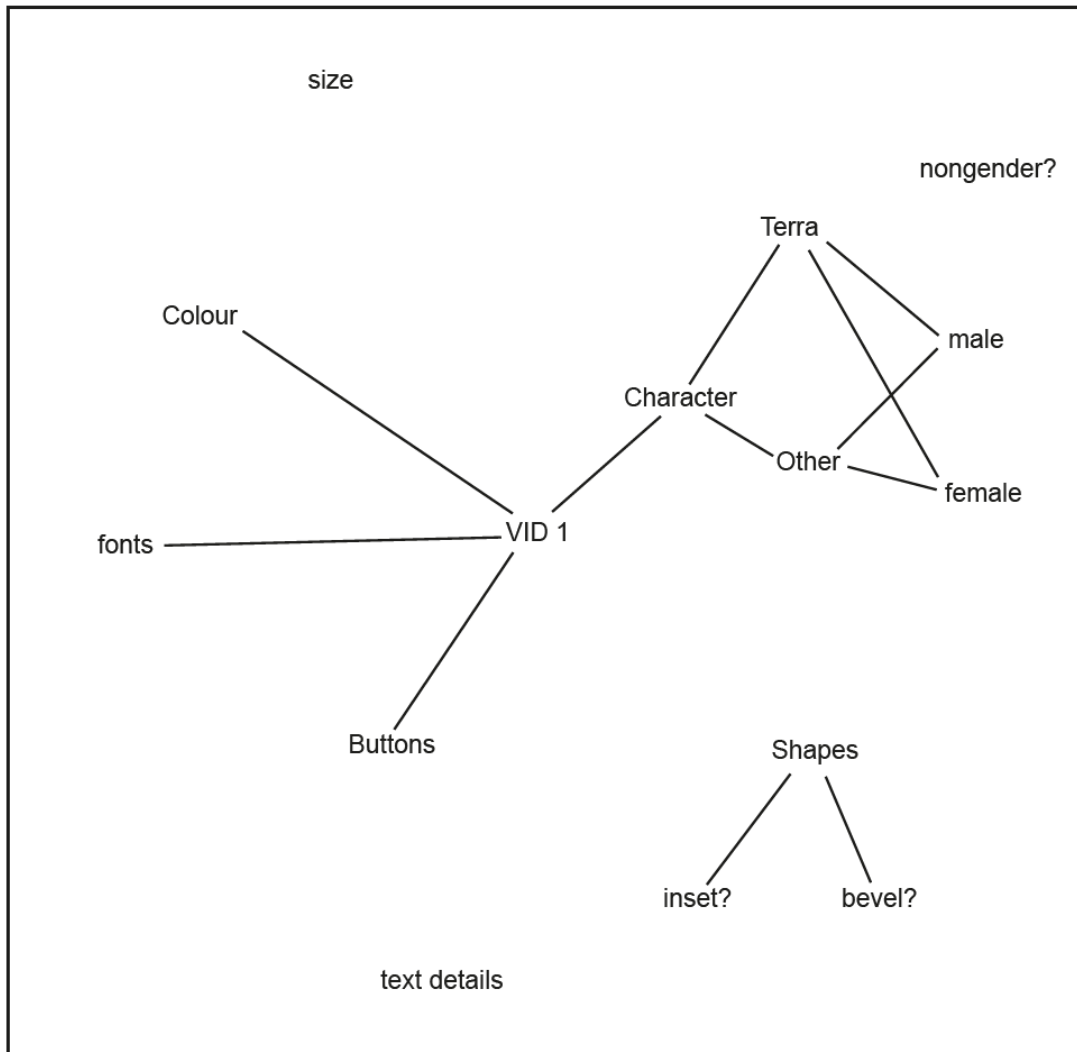 size
nongender?
Terra
Colour
male
Character
Other
female
VID 1
fonts
Buttons
Shapes
inset?
bevel?
text details